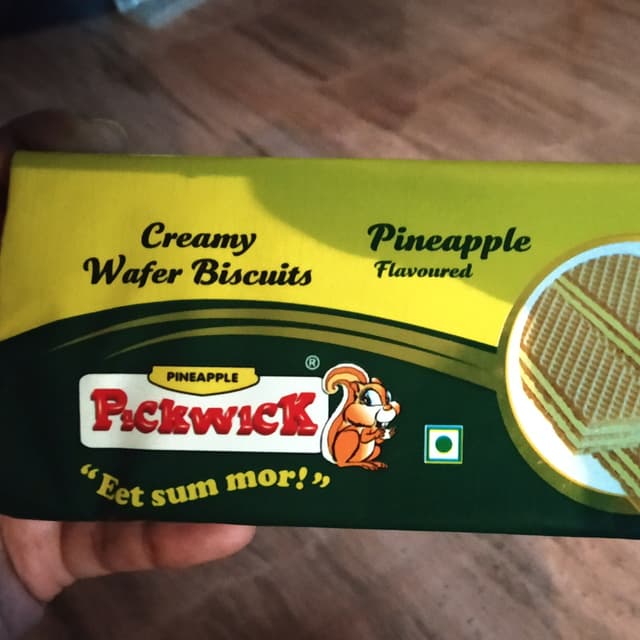 Creamy
Wafer Biscuits
Pineapple
Flavoured
PINEAPPLE
PickwicK
®
“Eet sum mor!”